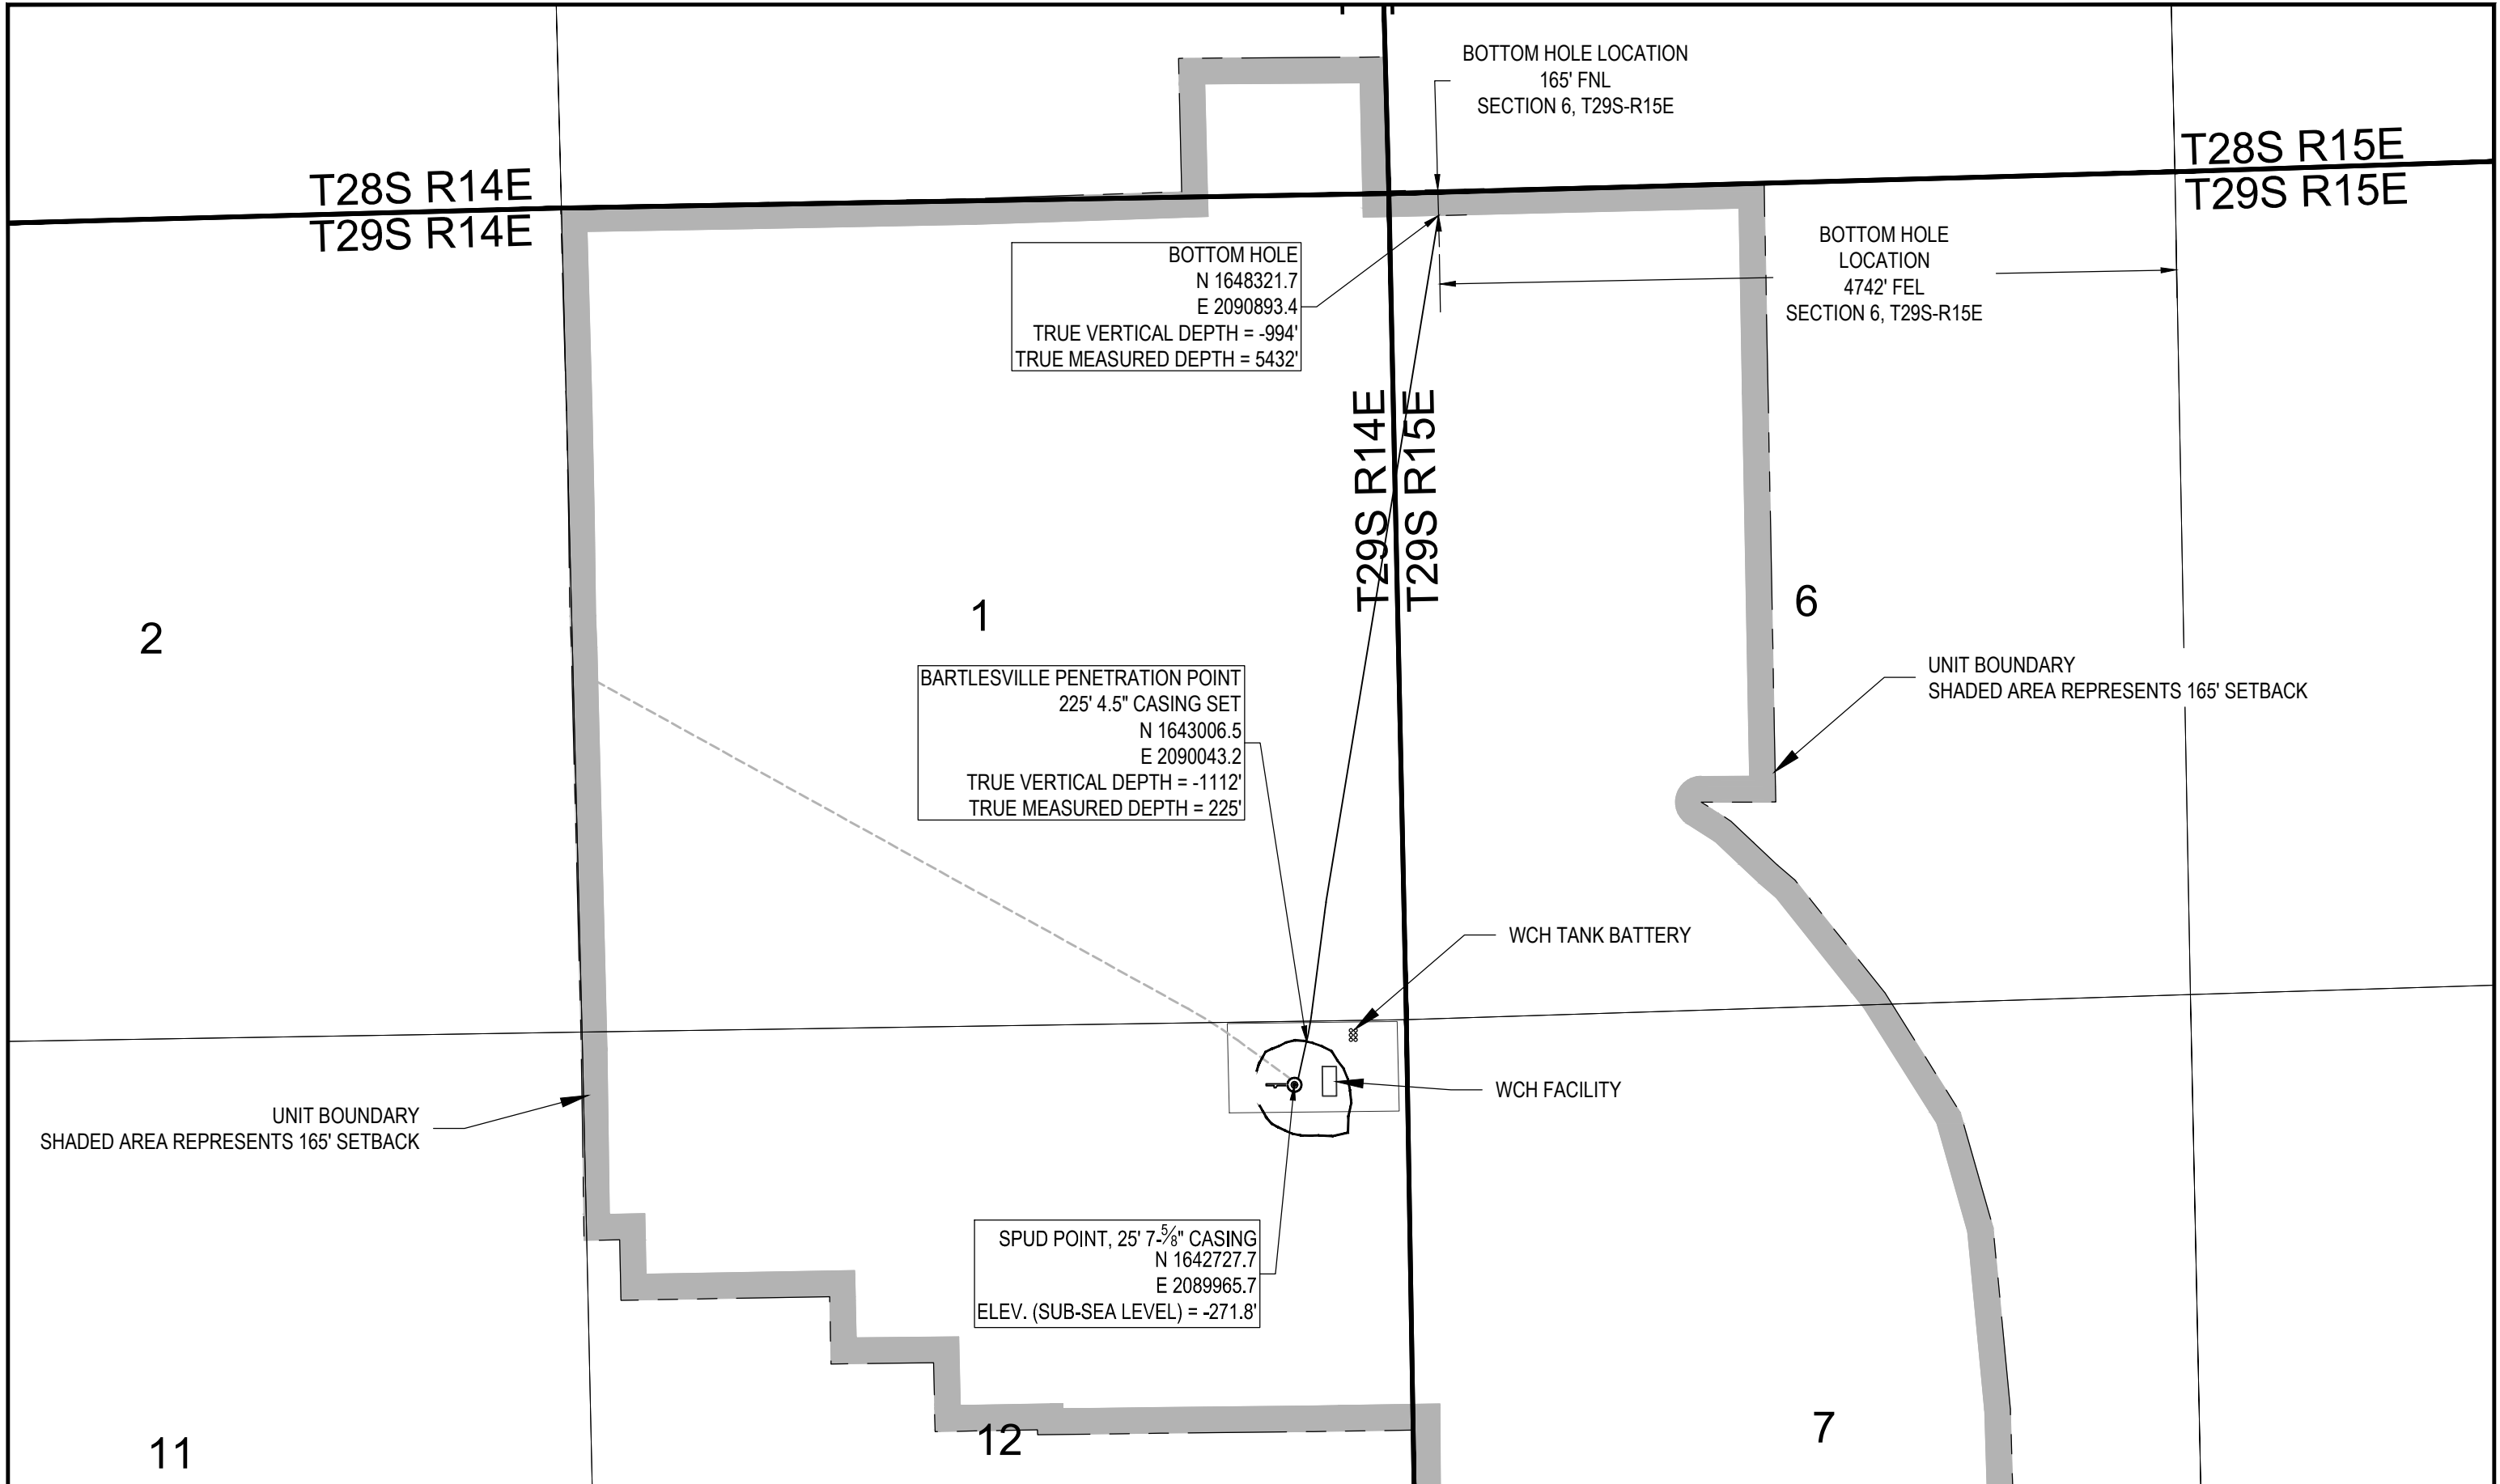 BOTTOM HOLE LOCATION
165' FNL
SECTION 6, T29S-R15E
T28S R14E
T29S R14E
T28S R15E
T29S R15E
BOTTOM HOLE
N 1648321.7
E 2090893.4
TRUE VERTICAL DEPTH = -994'
TRUE MEASURED DEPTH = 5432'
BOTTOM HOLE
LOCATION
4742' FEL
SECTION 6, T29S-R15E
T29S R14E
T29S R15E
2
1
6
BARTLESVILLE PENETRATION POINT
225' 4.5" CASING SET
N 1643006.5
E 2090043.2
TRUE VERTICAL DEPTH = -1112'
TRUE MEASURED DEPTH = 225'
UNIT BOUNDARY
SHADED AREA REPRESENTS 165' SETBACK
WCH TANK BATTERY
WCH FACILITY
UNIT BOUNDARY
SHADED AREA REPRESENTS 165' SETBACK
SPUD POINT, 25' 7-5/8" CASING
N 1642727.7
E 2089965.7
ELEV. (SUB-SEA LEVEL) = -271.8'
11
12
7